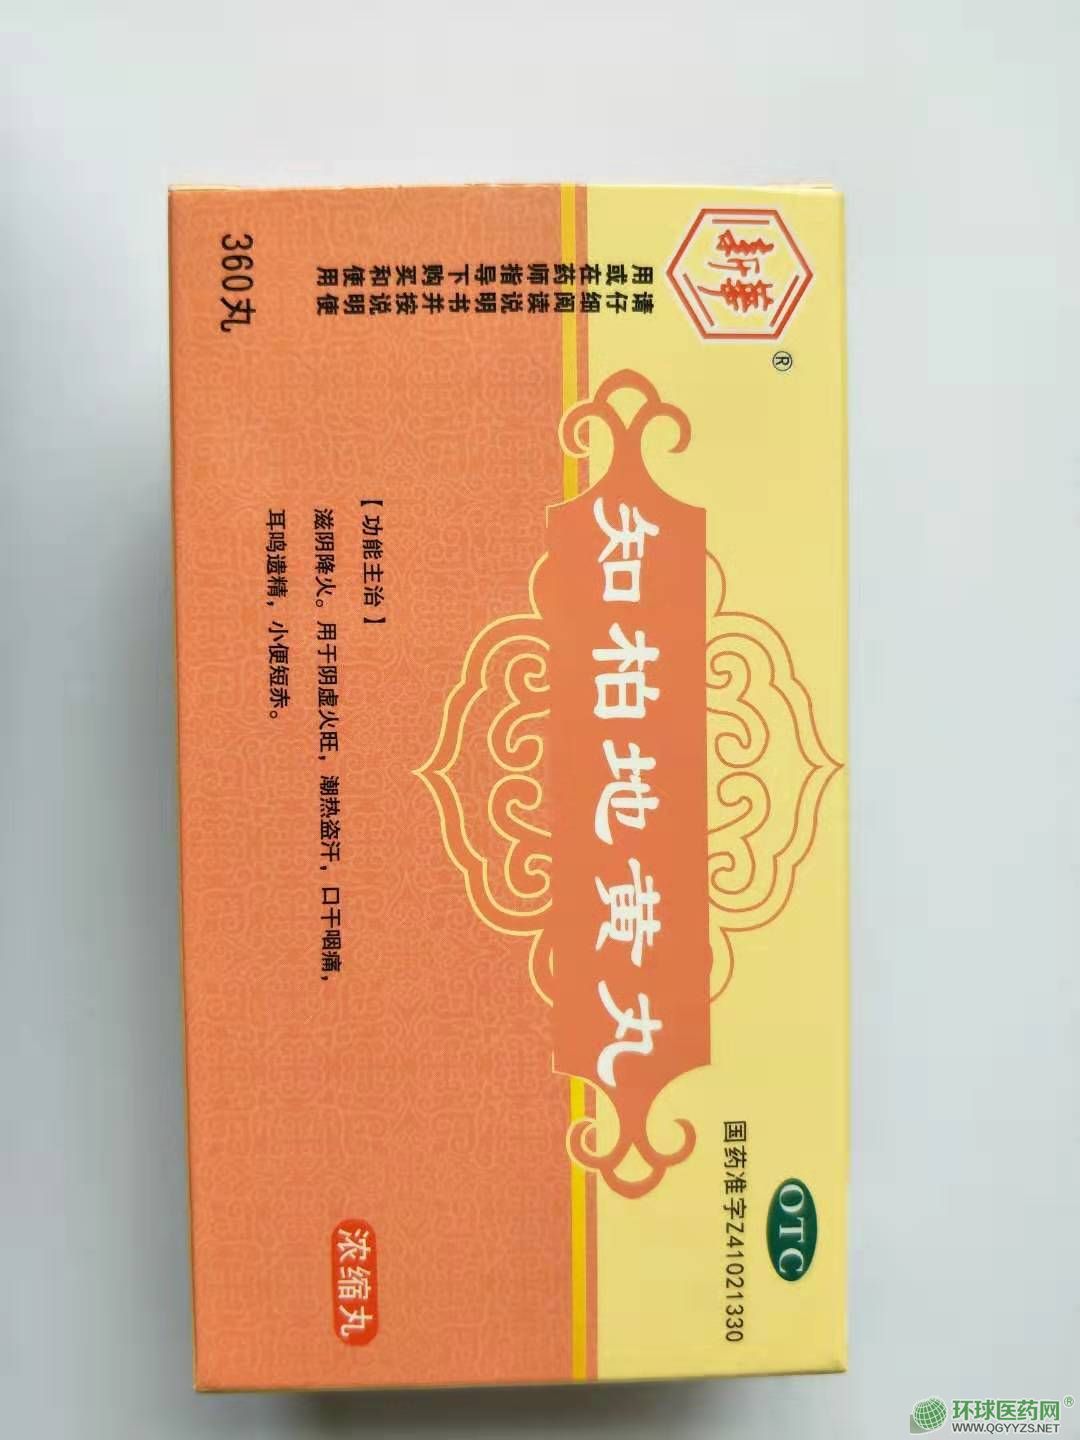 新華
®
国药准字Z41021330
OTC
知柏地黄丸
请仔细阅读说明书并按说明使
用或在药师指导下购买和使用
【功能主治】
滋阴降火。用于阴虚火旺，潮热盗汗，口干咽痛，
耳鸣遗精，小便短赤。
浓缩丸
360丸
环球医药网®
WWW.QGYYZS.NET